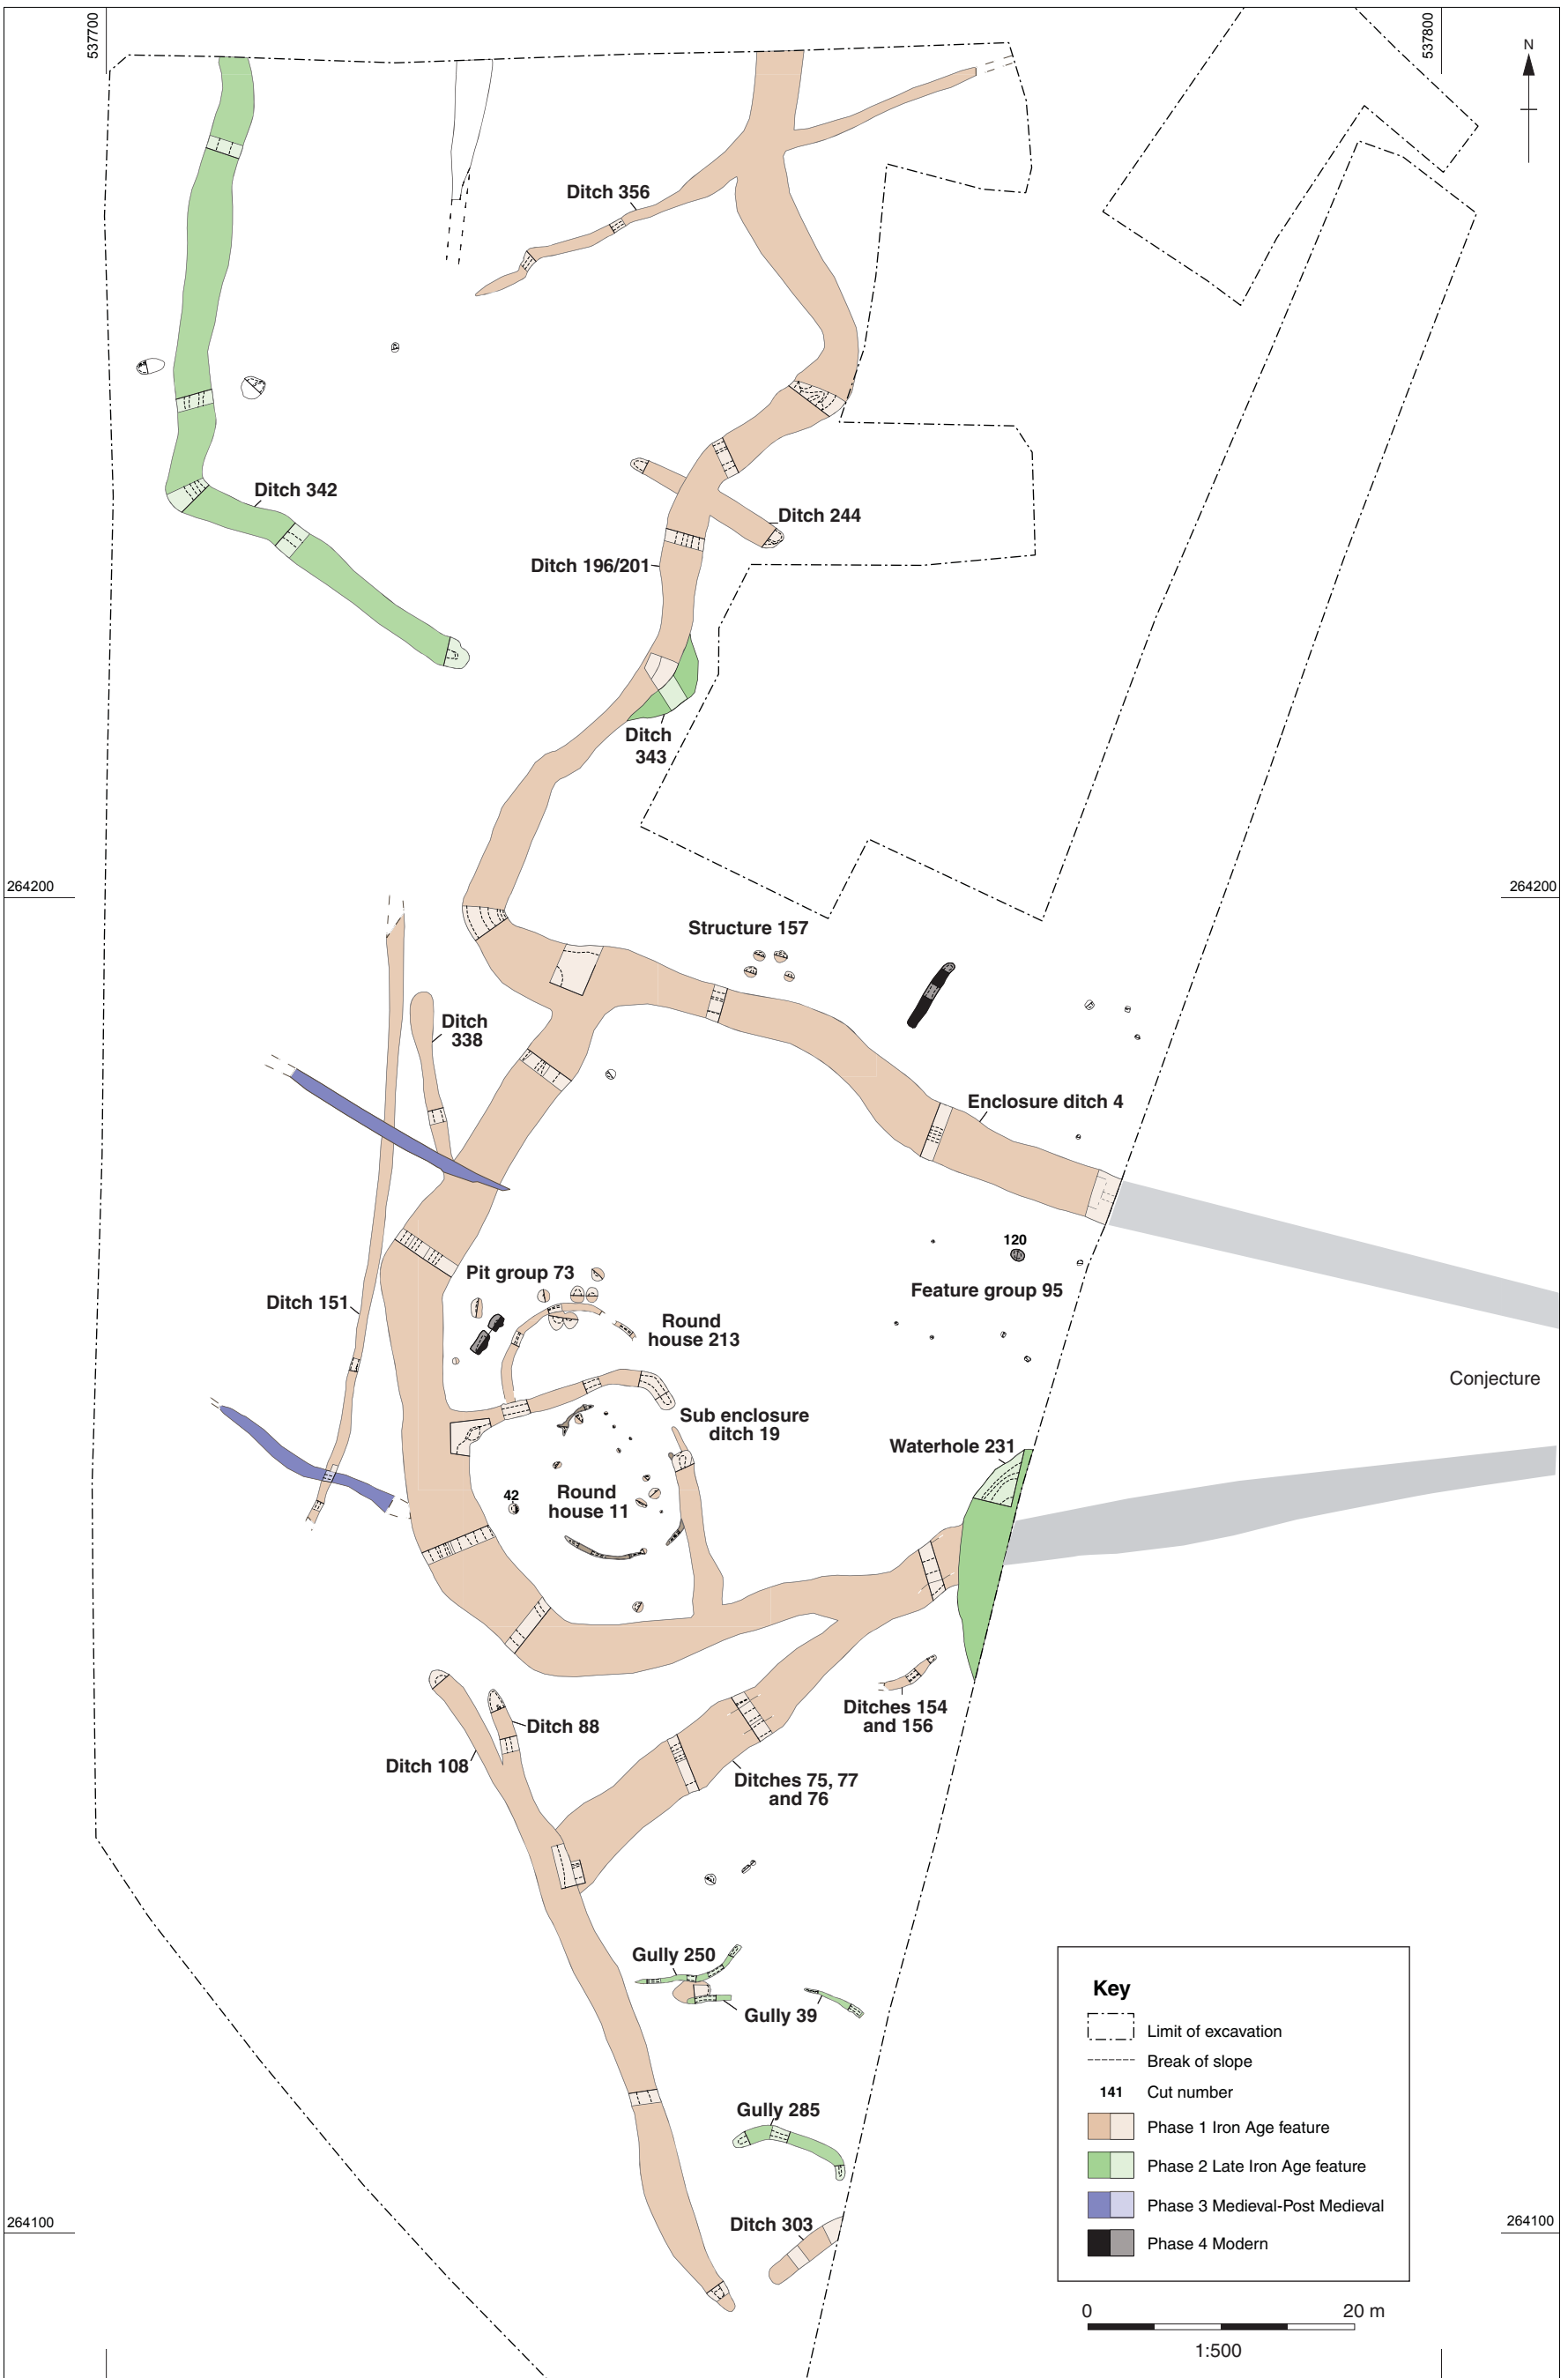 537700
537800
N
Ditch 356
Ditch 342
Ditch 244
Ditch 196/201
Ditch
343
264200
264200
Structure 157
Ditch
338
Enclosure ditch 4
120
Pit group 73
Feature group 95
Ditch 151
Round
house 213
Conjecture
Sub enclosure
ditch 19
Waterhole 231
42
Round
house 11
Ditches 154
and 156
Ditch 88
Ditch 108
Ditches 75, 77
and 76
Gully 250
Gully 39
Gully 285
Ditch 303
264100
264100
Key
Limit of excavation
Break of slope
141 Cut number
Phase 1 Iron Age feature
Phase 2 Late Iron Age feature
Phase 3 Medieval-Post Medieval
Phase 4 Modern
0 20 m
1:500